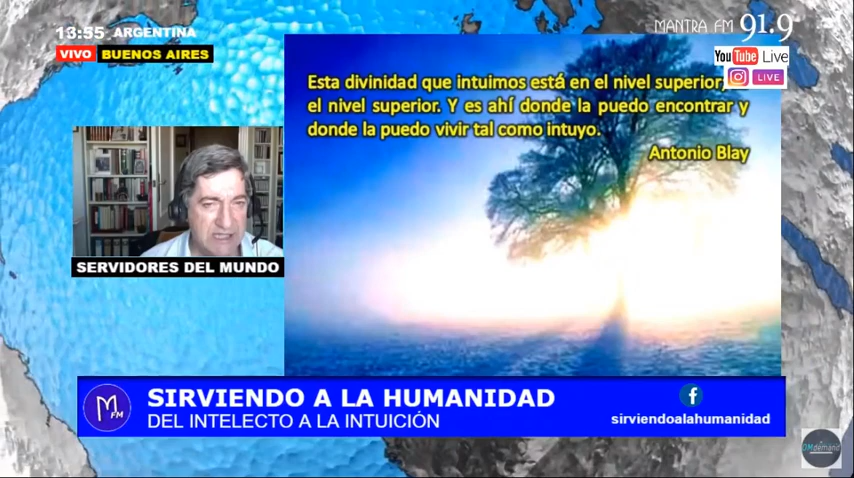 13:55 ARGENTINA
VIVO BUENOS AIRES
MANTRA FM 91.9
YouTube Live
LIVE
Esta divinidad que intuimos está en el nivel superior,
el nivel superior. Y es ahí donde la puedo encontrar y
donde la puedo vivir tal como intuyo.
Antonio Blay
SERVIDORES DEL MUNDO
M FM
SIRVIENDO A LA HUMANIDAD
DEL INTELECTO A LA INTUICIÓN
sirviendoalahumanidad
DMdemand